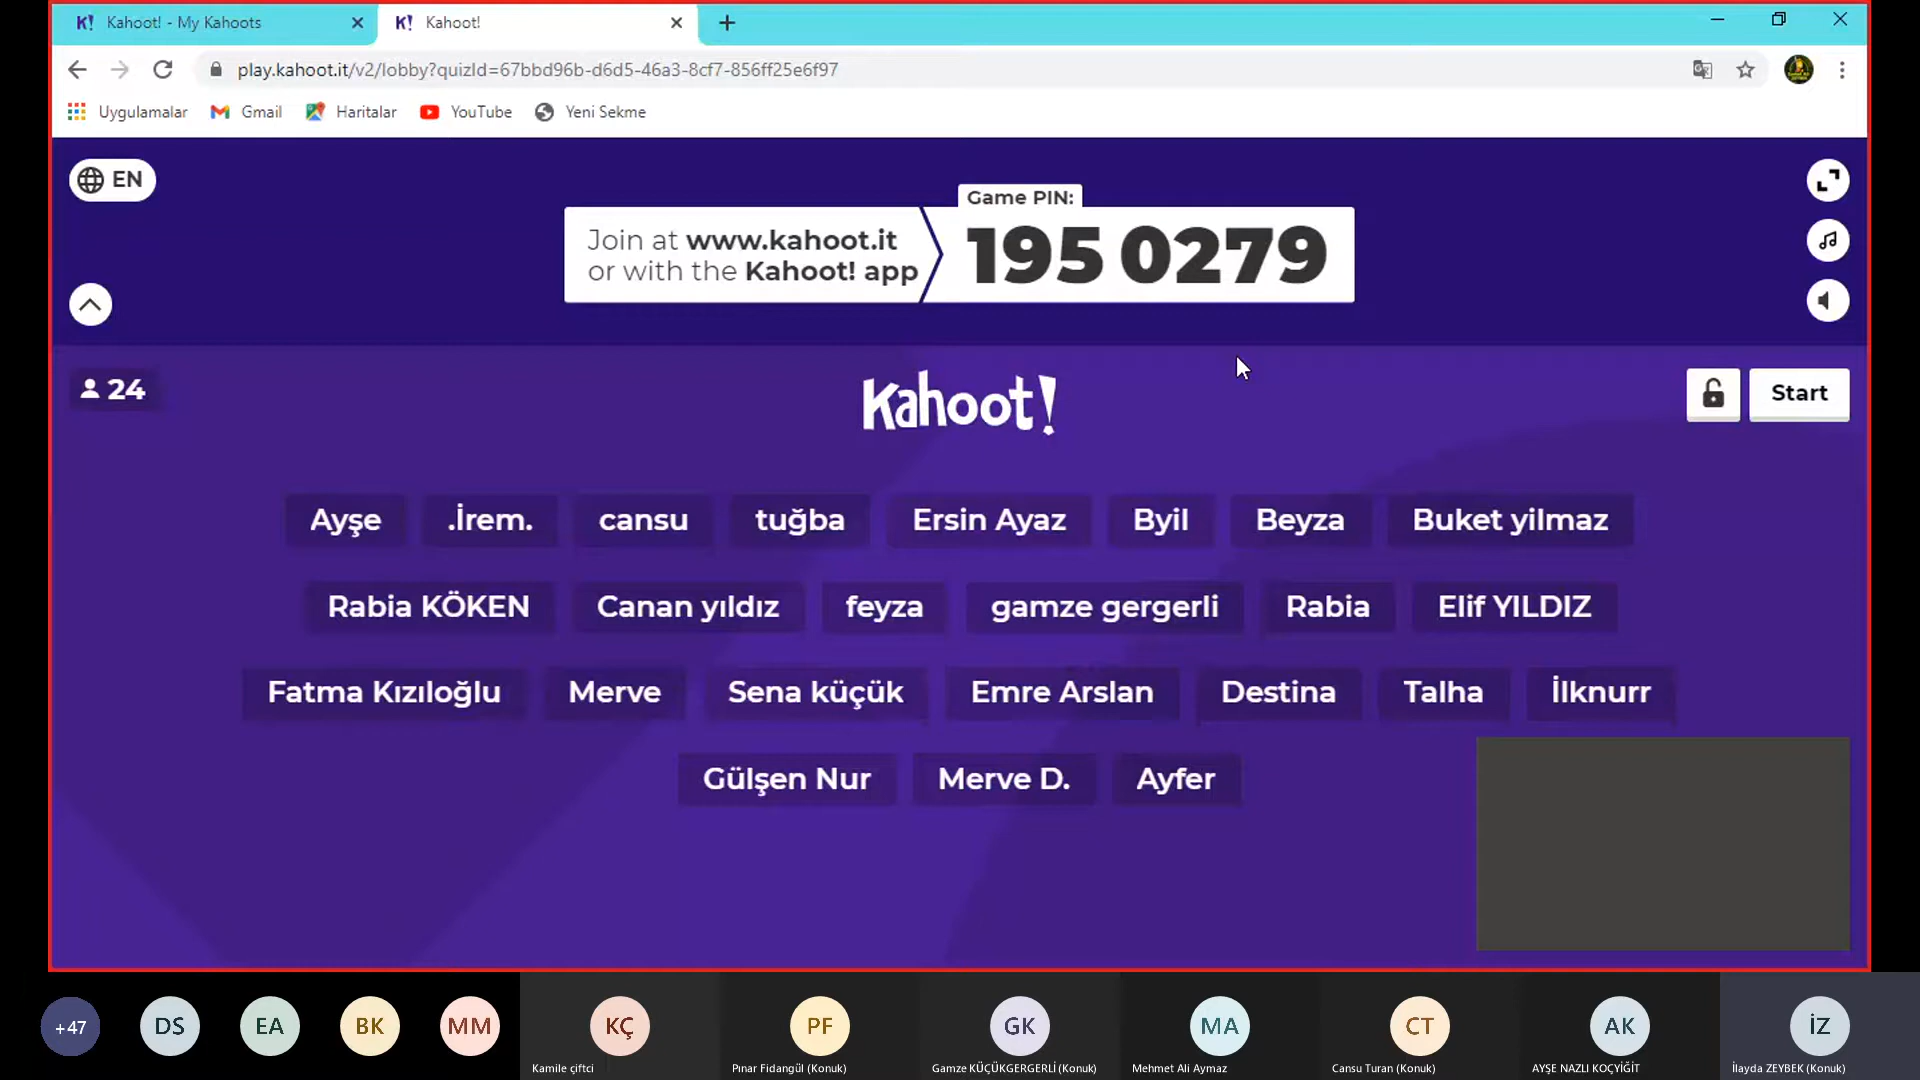 Kahoot! - My Kahoots
Kahoot!
play.kahoot.it/v2/lobby?quizId=67bbd96b-d6d5-46a3-8cf7-856ff25e6f97
Uygulamalar Gmail Haritalar YouTube Yeni Sekme
EN
Game PIN:
Join at www.kahoot.it
or with the Kahoot! app
195 0279
24
Kahoot!
Start
Ayşe .İrem. cansu tuğba Ersin Ayaz Byil Beyza Buket yilmaz
Rabia KÖKEN Canan yıldız feyza gamze gergerli Rabia Elif YILDIZ
Fatma Kızıloğlu Merve Sena küçük Emre Arslan Destina Talha İlknurr
Gülşen Nur Merve D. Ayfer
+47 DS EA BK MM KÇ PF GK MA CT AK İZ
Kamile çiftci Pınar Fidangül (Konuk) Gamze KÜÇÜKGERGERLİ (Konuk) Mehmet Ali Aymaz Cansu Turan (Konuk) AYŞE NAZLI KOÇYİĞİT İlayda ZEYBEK (Konuk)